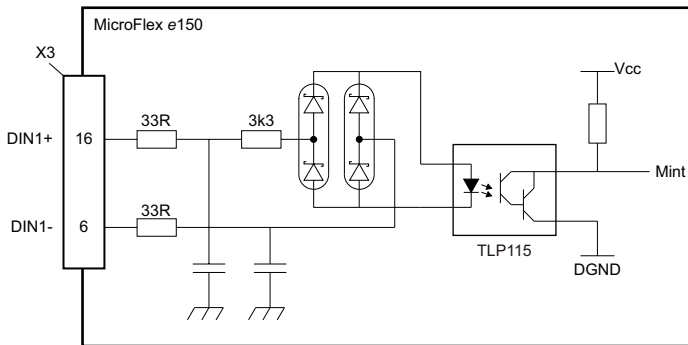 MicroFlex e150
X3
Vcc
33R
3k3
DIN1+
16
Mint
33R
DIN1-
6
TLP115
DGND